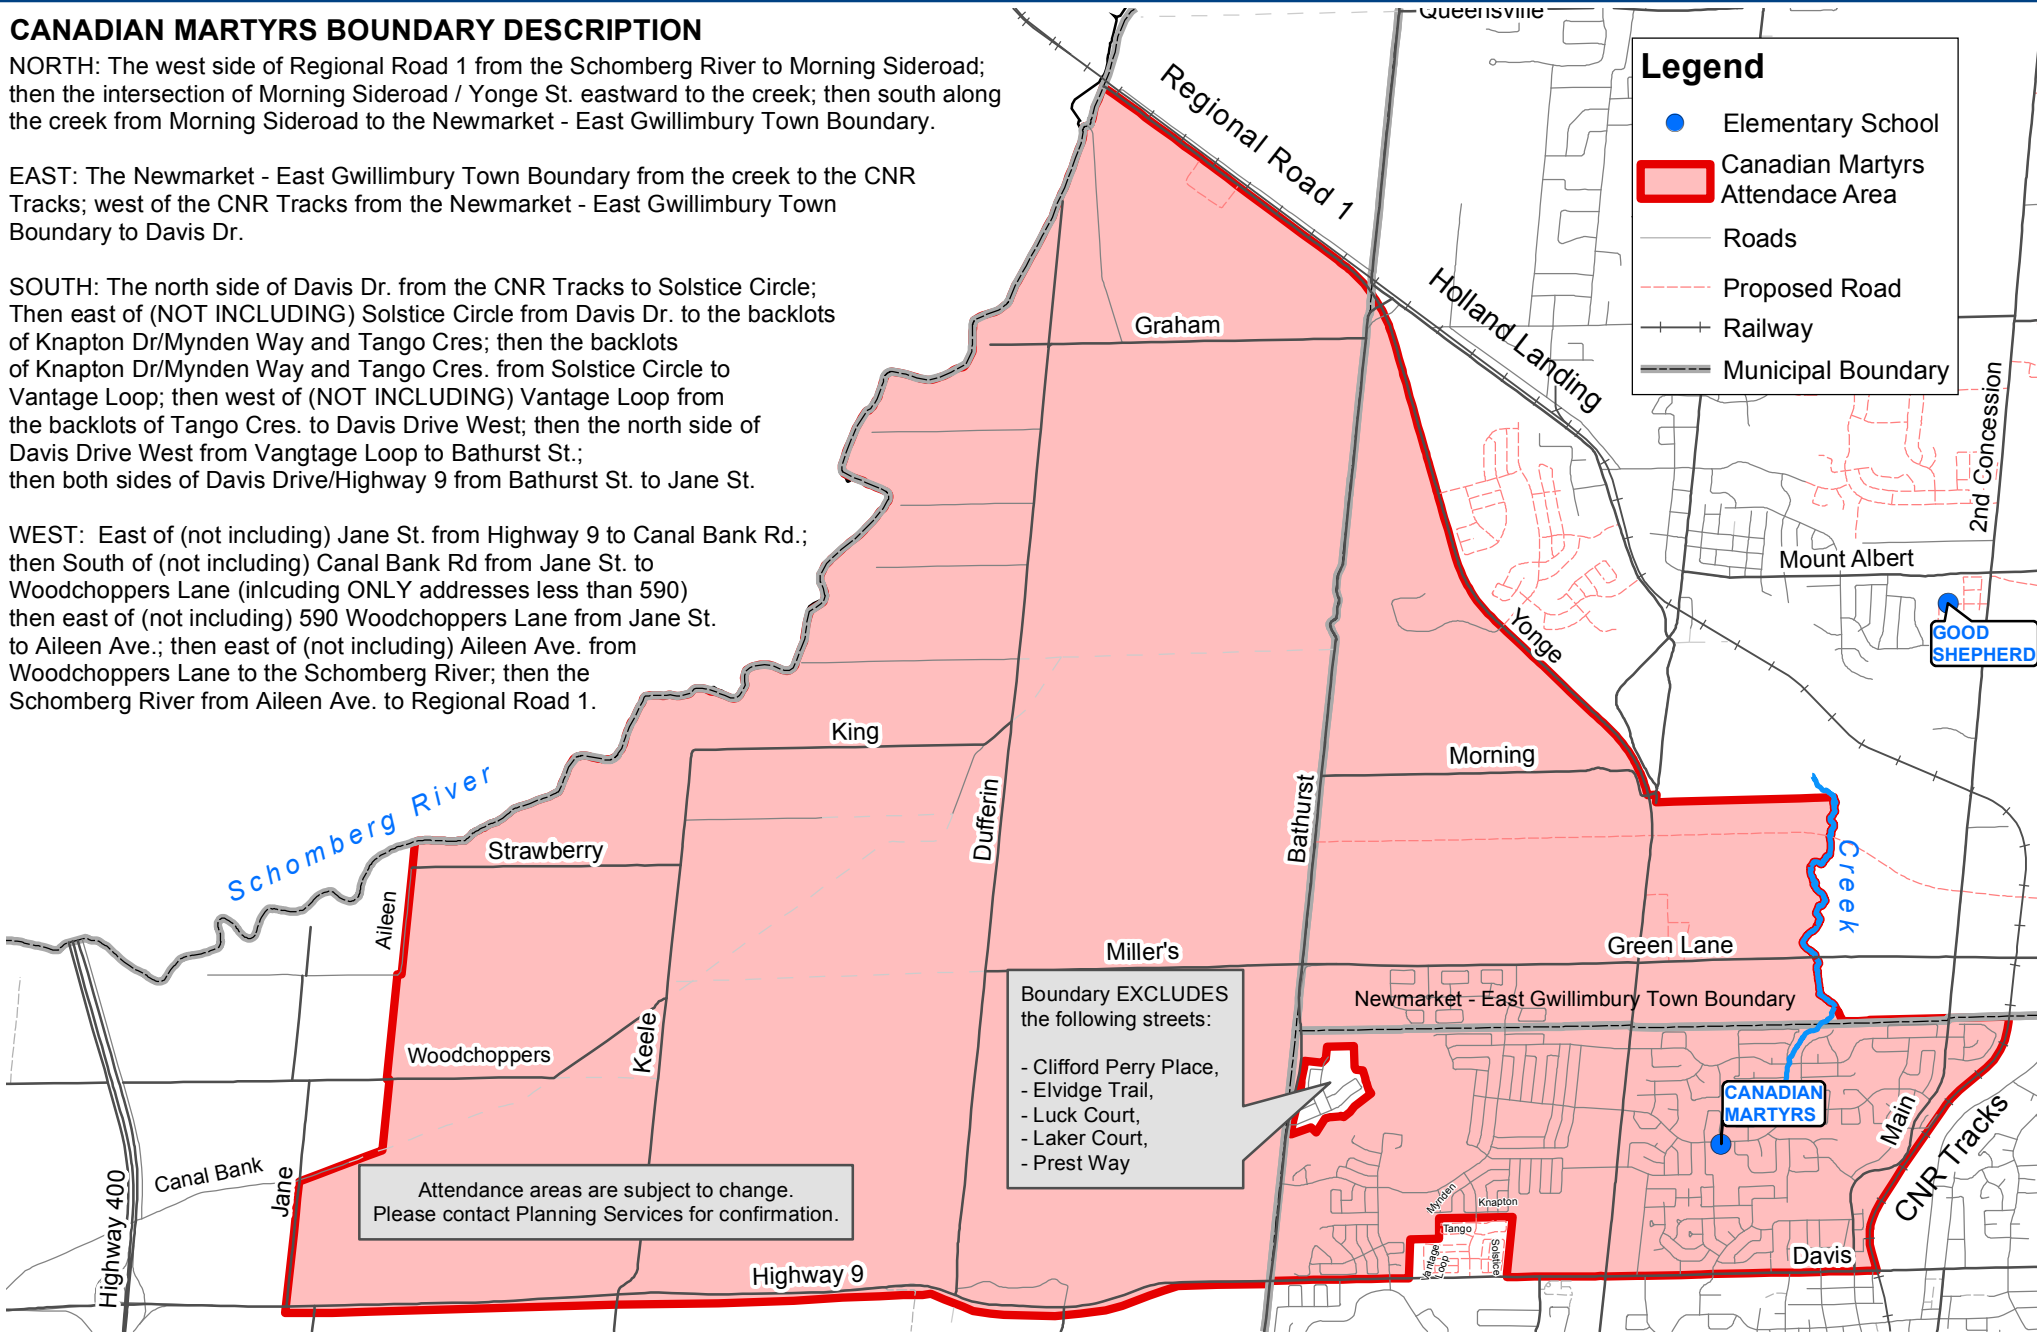 CANADIAN MARTYRS BOUNDARY DESCRIPTION
NORTH: The west side of Regional Road 1 from the Schomberg River to Morning Sideroad;
then the intersection of Morning Sideroad / Yonge St. eastward to the creek; then south along
the creek from Morning Sideroad to the Newmarket - East Gwillimbury Town Boundary.
EAST: The Newmarket - East Gwillimbury Town Boundary from the creek to the CNR
Tracks; west of the CNR Tracks from the Newmarket - East Gwillimbury Town
Boundary to Davis Dr.
SOUTH: The north side of Davis Dr. from the CNR Tracks to Solstice Circle;
Then east of (NOT INCLUDING) Solstice Circle from Davis Dr. to the backlots
of Knapton Dr/Mynden Way and Tango Cres; then the backlots
of Knapton Dr/Mynden Way and Tango Cres. from Solstice Circle to
Vantage Loop; then west of (NOT INCLUDING) Vantage Loop from
the backlots of Tango Cres. to Davis Drive West; then the north side of
Davis Drive West from Vangtage Loop to Bathurst St.;
then both sides of Davis Drive/Highway 9 from Bathurst St. to Jane St.
WEST: East of (not including) Jane St. from Highway 9 to Canal Bank Rd.;
then South of (not including) Canal Bank Rd from Jane St. to
Woodchoppers Lane (inlcuding ONLY addresses less than 590)
then east of (not including) 590 Woodchoppers Lane from Jane St.
to Aileen Ave.; then east of (not including) Aileen Ave. from
Woodchoppers Lane to the Schomberg River; then the
Schomberg River from Aileen Ave. to Regional Road 1.
Queensville
Legend
Elementary School
Canadian Martyrs
Attendace Area
Roads
Proposed Road
Railway
Municipal Boundary
Regional Road 1
Holland Landing
Graham
2nd Concession
Mount Albert
GOOD
SHEPHERD
Yonge
King
Morning
Schomberg River
Dufferin
Bathurst
Strawberry
Creek
Aileen
Miller's
Green Lane
Newmarket - East Gwillimbury Town Boundary
Boundary EXCLUDES
the following streets:
- Clifford Perry Place,
- Elvidge Trail,
- Luck Court,
- Laker Court,
- Prest Way
Woodchoppers
Keele
CANADIAN
MARTYRS
Main
CNR Tracks
Canal Bank
Jane
Highway 400
Attendance areas are subject to change.
Please contact Planning Services for confirmation.
Mynden
Knapton
Tango
Vantage
Loop
Solstice
Davis
Highway 9